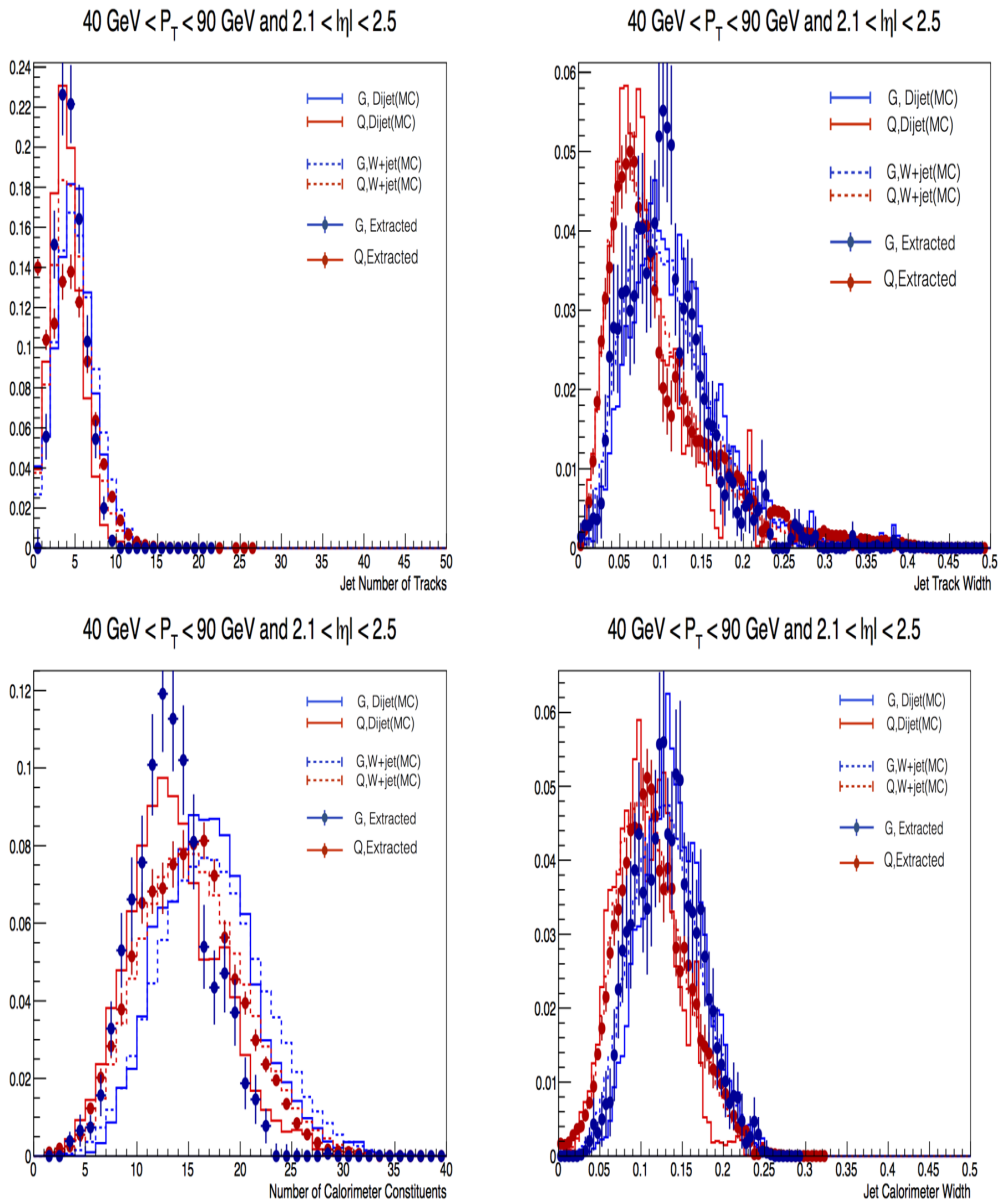 40 GeV < P_T < 90 GeV and 2.1 < |η| < 2.5
0.24
0.22
0.2
0.18
0.16
0.14
0.12
0.1
0.08
0.06
0.04
0.02
0
G, Dijet(MC)
Q,Dijet(MC)
G,W+jet(MC)
Q,W+jet(MC)
G, Extracted
Q,Extracted
0 5 10 15 20 25 30 35 40 45 50
Jet Number of Tracks
40 GeV < P_T < 90 GeV and 2.1 < |η| < 2.5
0.06
0.05
0.04
0.03
0.02
0.01
0
G, Dijet(MC)
Q,Dijet(MC)
G,W+jet(MC)
Q,W+jet(MC)
G, Extracted
Q,Extracted
0 0.05 0.1 0.15 0.2 0.25 0.3 0.35 0.4 0.45 0.5
Jet Track Width
40 GeV < P_T < 90 GeV and 2.1 < |η| < 2.5
0.12
0.1
0.08
0.06
0.04
0.02
0
G, Dijet(MC)
Q,Dijet(MC)
G,W+jet(MC)
Q,W+jet(MC)
G, Extracted
Q,Extracted
0 5 10 15 20 25 30 35 40
Number of Calorimeter Constituents
40 GeV < P_T < 90 GeV and 2.1 < |η| < 2.5
0.06
0.05
0.04
0.03
0.02
0.01
0
G, Dijet(MC)
Q,Dijet(MC)
G,W+jet(MC)
Q,W+jet(MC)
G, Extracted
Q,Extracted
0 0.05 0.1 0.15 0.2 0.25 0.3 0.35 0.4 0.45 0.5
Jet Calorimeter Width